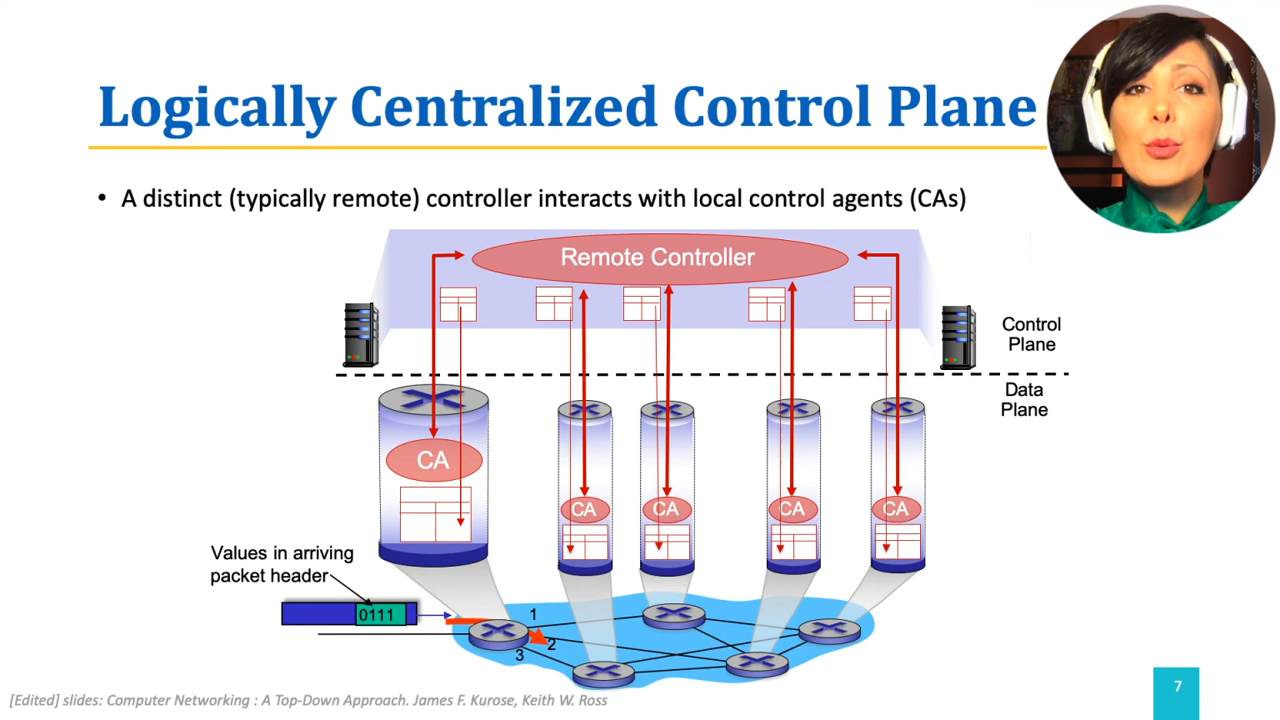 Logically Centralized Control Plane
• A distinct (typically remote) controller interacts with local control agents (CAs)
Remote Controller
Control
Plane
Data
Plane
CA
CA
CA
CA
CA
Values in arriving
packet header
0111
1
2
3
[Edited] slides: Computer Networking : A Top-Down Approach. James F. Kurose, Keith W. Ross
7